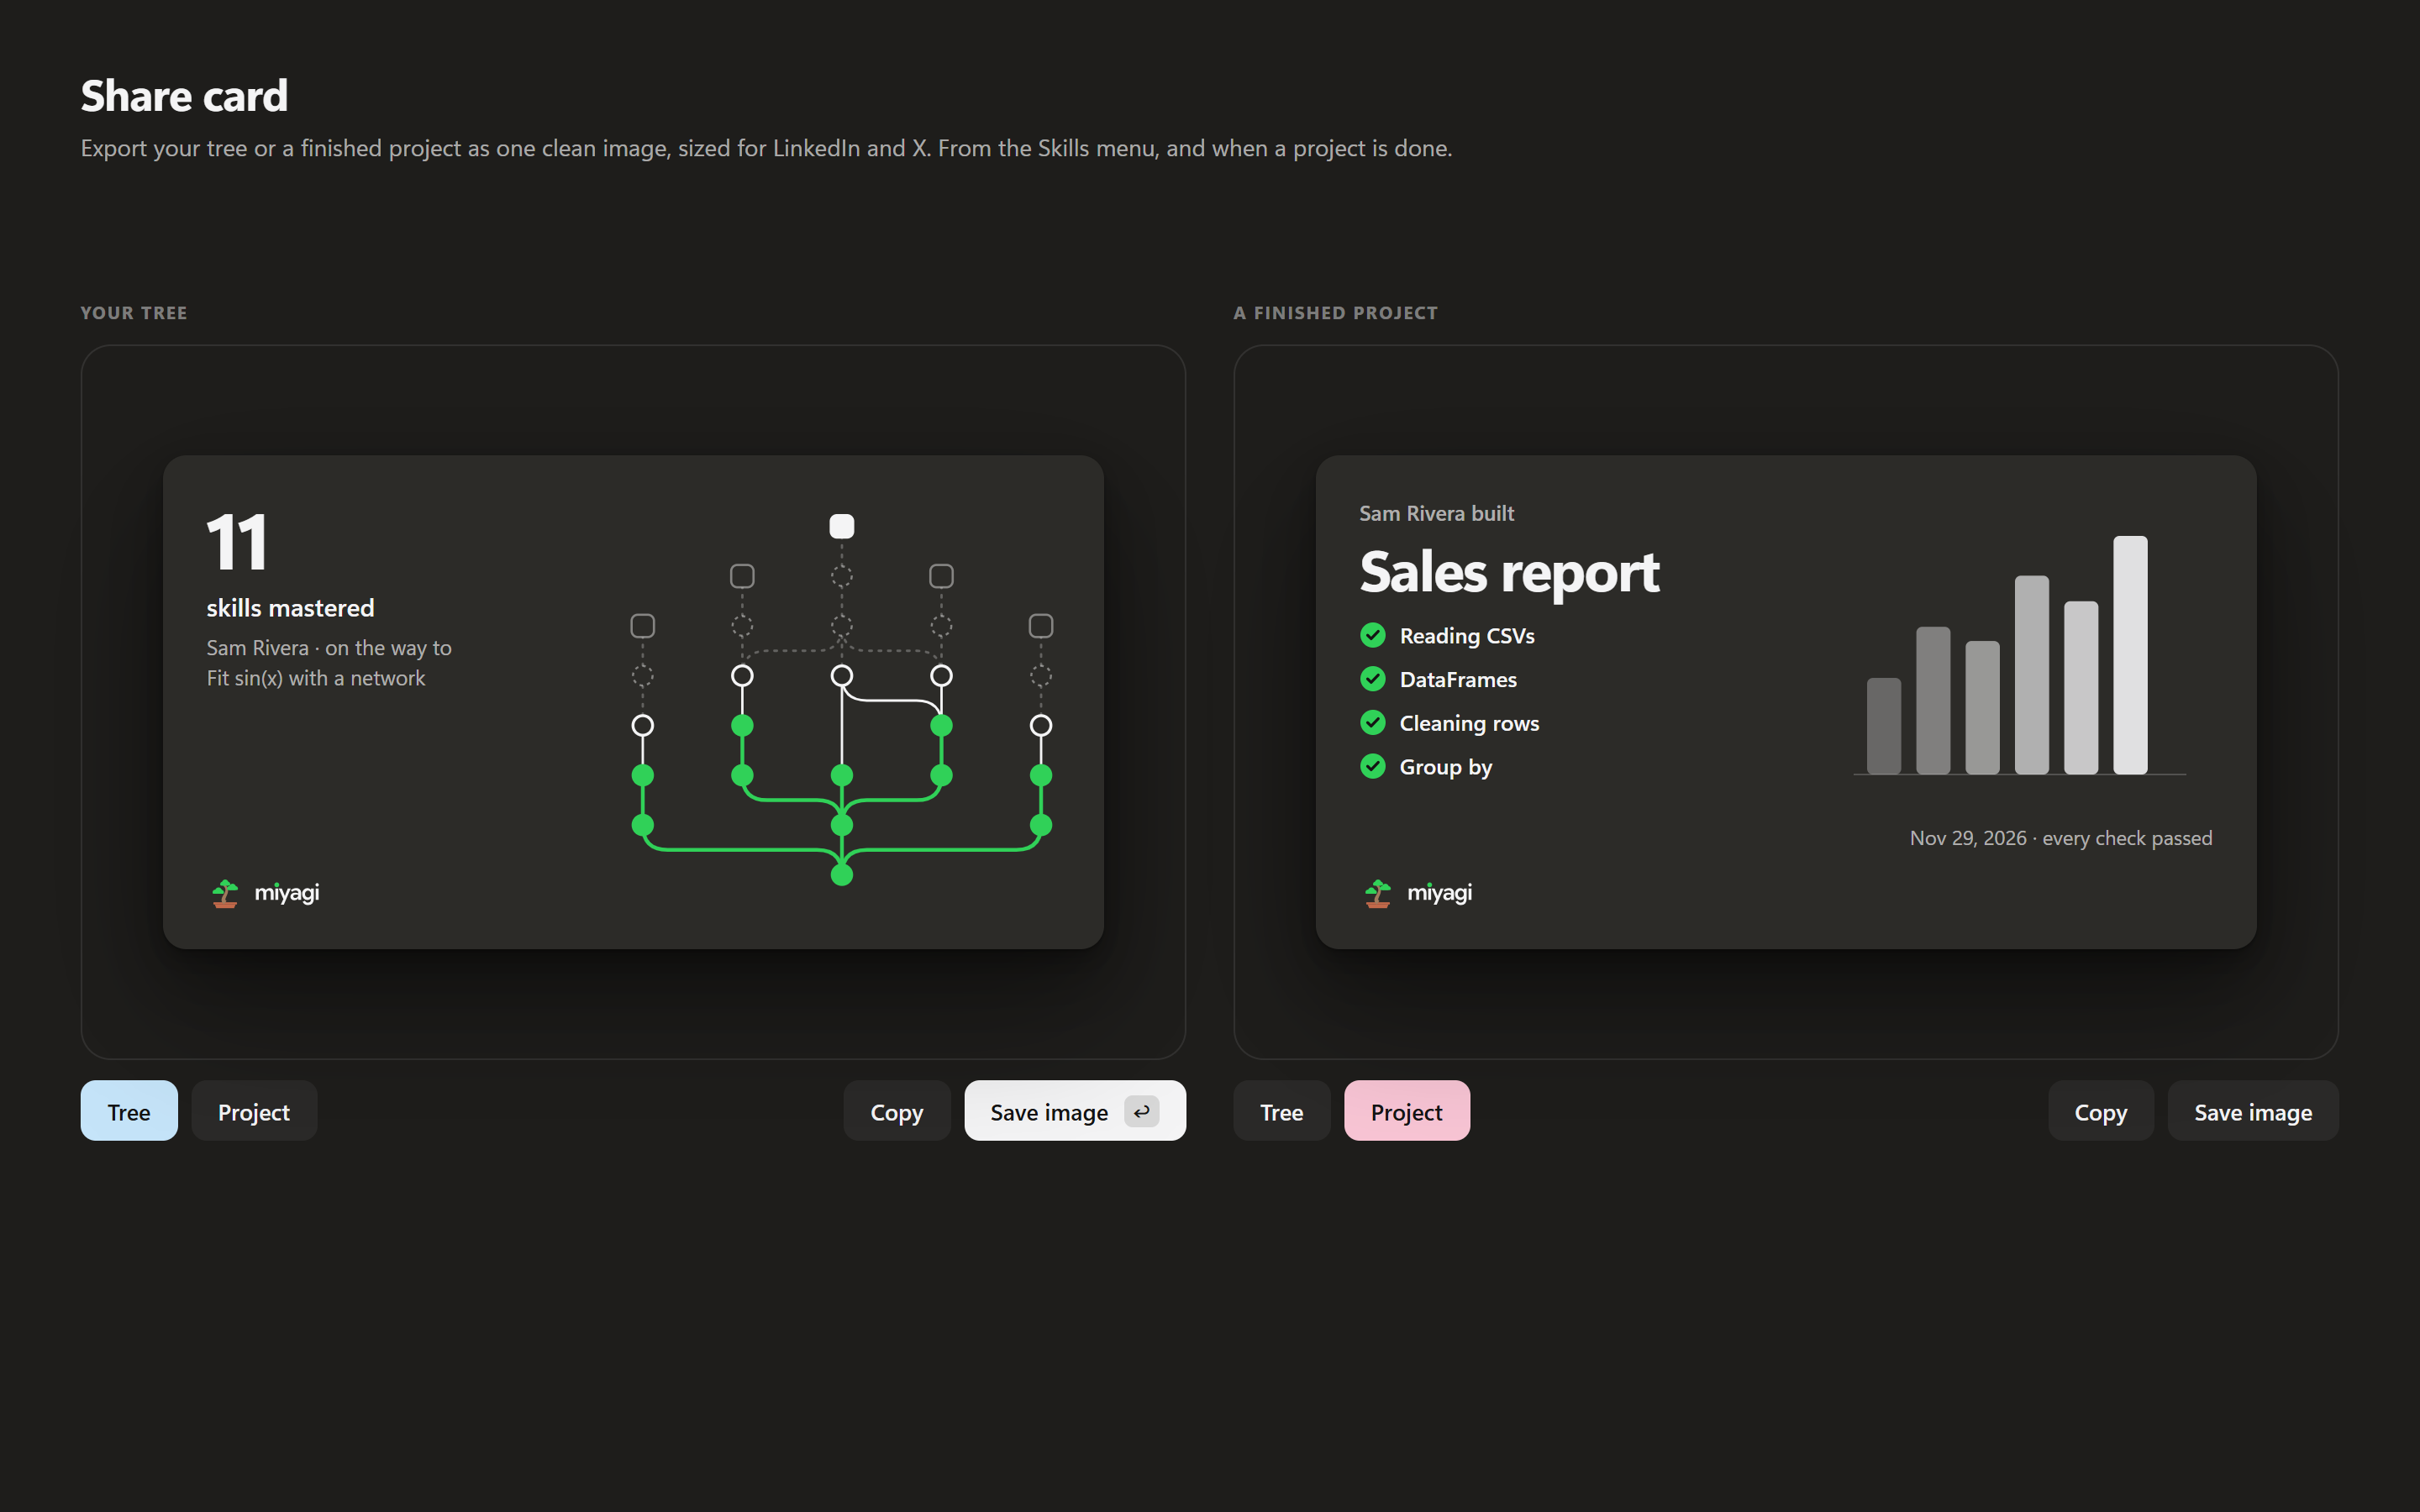 Share card
Export your tree or a finished project as one clean image, sized for LinkedIn and X. From the Skills menu, and when a project is done.
YOUR TREE
11
skills mastered
Sam Rivera · on the way to
Fit sin(x) with a network
miyagi
Tree
Project
Copy
Save image ↩
A FINISHED PROJECT
Sam Rivera built
Sales report
Reading CSVs
DataFrames
Cleaning rows
Group by
Nov 29, 2026 · every check passed
miyagi
Tree
Project
Copy
Save image